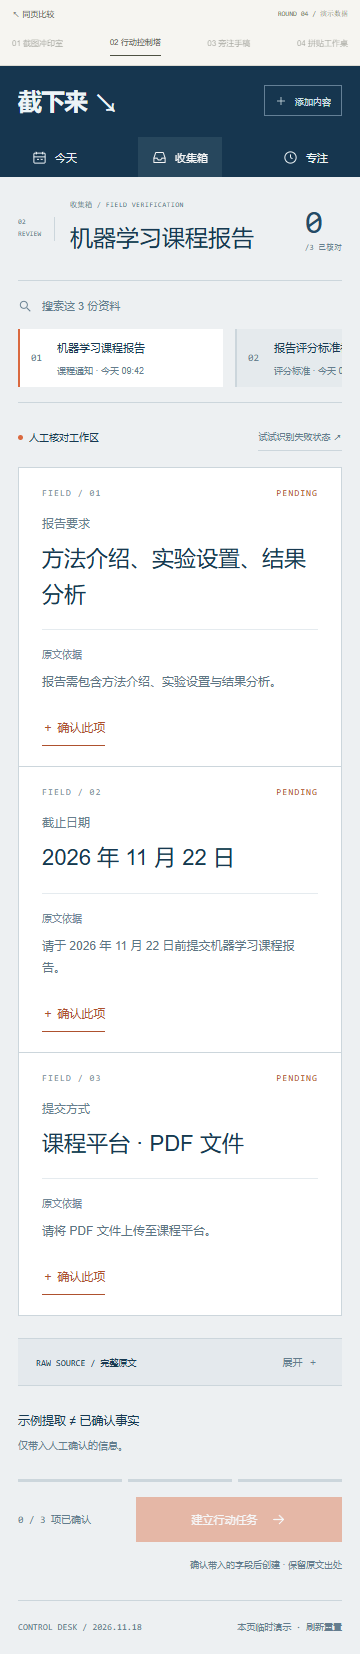 ↖ 同页比较
ROUND 04 / 演示数据
01 截图冲印室
02 行动控制塔
03 旁注手稿
04 拼贴工作桌
截下来 ↘
+ 添加内容
今天
收集箱
专注
02
REVIEW
收集箱 / FIELD VERIFICATION
机器学习课程报告
0
/3 已核对
搜索这 3 份资料
01
机器学习课程报告
课程通知 · 今天 09:42
02
报告评分标准
评分标准 · 今天 0
人工核对工作区
试试识别失败状态 ↗
FIELD / 01
PENDING
报告要求
方法介绍、实验设置、结果
分析
原文依据
报告需包含方法介绍、实验设置与结果分析。
+ 确认此项
FIELD / 02
PENDING
截止日期
2026 年 11 月 22 日
原文依据
请于 2026 年 11 月 22 日前提交机器学习课程报
告。
+ 确认此项
FIELD / 03
PENDING
提交方式
课程平台 · PDF 文件
原文依据
请将 PDF 文件上传至课程平台。
+ 确认此项
RAW SOURCE / 完整原文
展开 +
示例提取 ≠ 已确认事实
仅带入人工确认的信息。
0 / 3 项已确认
建立行动任务 →
确认带入的字段后创建 · 保留原文出处
CONTROL DESK / 2026.11.18
本页临时演示 · 刷新重置